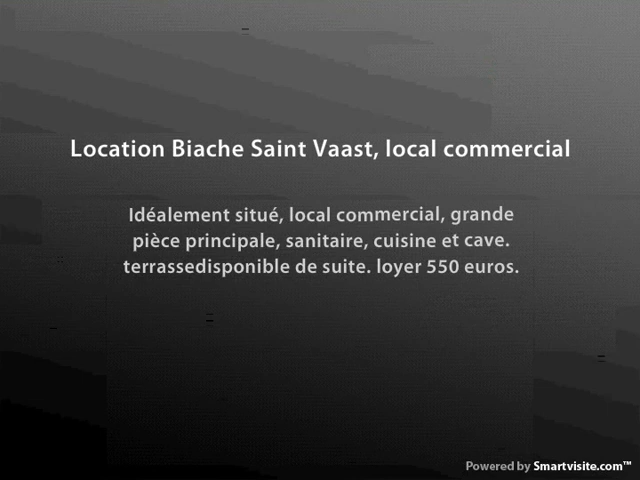 Location Biache Saint Vaast, local commercial
Idéalement situé, local commercial, grande
pièce principale, sanitaire, cuisine et cave.
terrassedisponible de suite. loyer 550 euros.
Powered by Smartvisite.com™